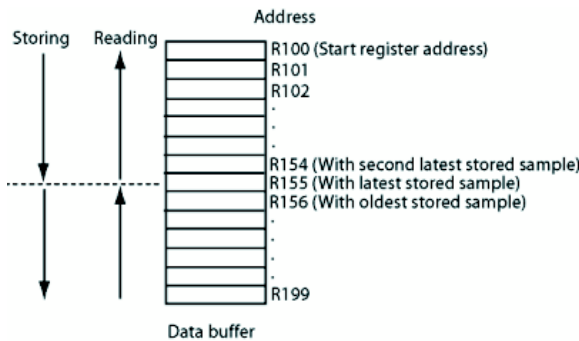 Address
Storing Reading
R100 (Start register address)
R101
R102
.
.
.
R154 (With second latest stored sample)
R155 (With latest stored sample)
R156 (With oldest stored sample)
.
.
.
.
R199
Data buffer